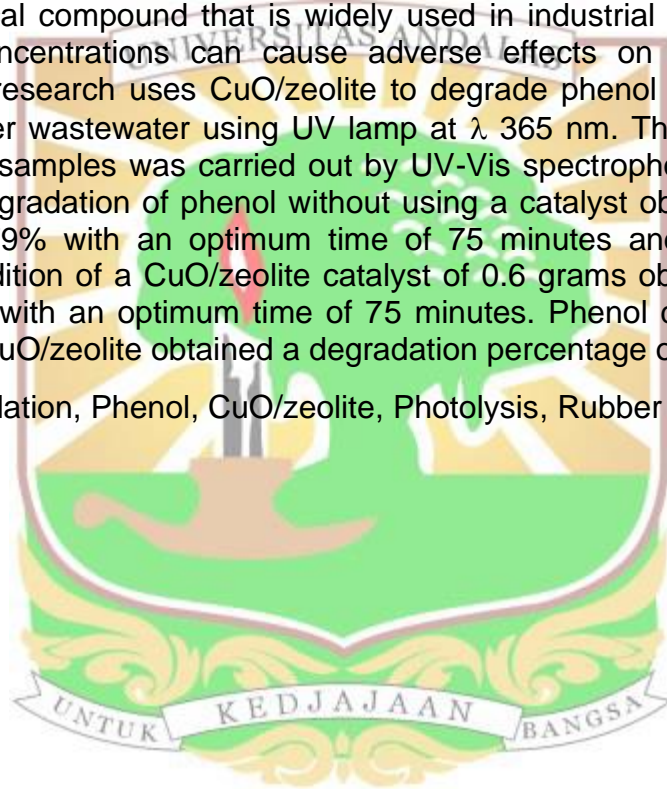 al compound that is widely used in industrial
UNIVERSITAS ANDALAS
ncentrations can cause adverse effects on
research uses CuO/zeolite to degrade phenol
er wastewater using UV lamp at λ 365 nm. Th
samples was carried out by UV-Vis spectropho
gradation of phenol without using a catalyst ob
9% with an optimum time of 75 minutes and
dition of a CuO/zeolite catalyst of 0.6 grams ob
with an optimum time of 75 minutes. Phenol d
uO/zeolite obtained a degradation percentage o
lation, Phenol, CuO/zeolite, Photolysis, Rubber
UNTUK KEDJAJAAN BANGSA